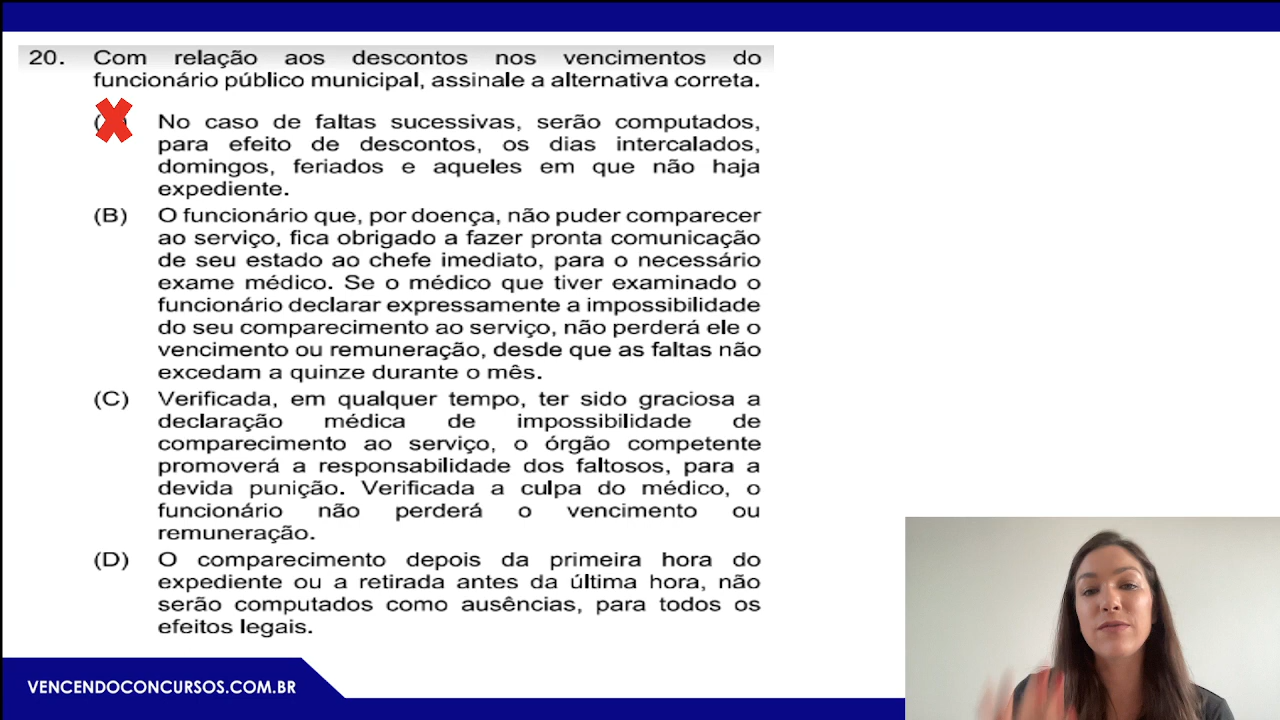 20. Com relação aos descontos nos vencimentos do
funcionário público municipal, assinale a alternativa correta.
No caso de faltas sucessivas, serão computados,
para efeito de descontos, os dias intercalados,
domingos, feriados e aqueles em que não haja
expediente.
(B) O funcionário que, por doença, não puder comparecer
ao serviço, fica obrigado a fazer pronta comunicação
de seu estado ao chefe imediato, para o necessário
exame médico. Se o médico que tiver examinado o
funcionário declarar expressamente a impossibilidade
do seu comparecimento ao serviço, não perderá ele o
vencimento ou remuneração, desde que as faltas não
excedam a quinze durante o mês.
(C) Verificada, em qualquer tempo, ter sido graciosa a
declaração médica de impossibilidade de
comparecimento ao serviço, o órgão competente
promoverá a responsabilidade dos faltosos, para a
devida punição. Verificada a culpa do médico, o
funcionário não perderá o vencimento ou
remuneração.
(D) O comparecimento depois da primeira hora do
expediente ou a retirada antes da última hora, não
serão computados como ausências, para todos os
efeitos legais.
VENCENDOCONCURSOS.COM.BR